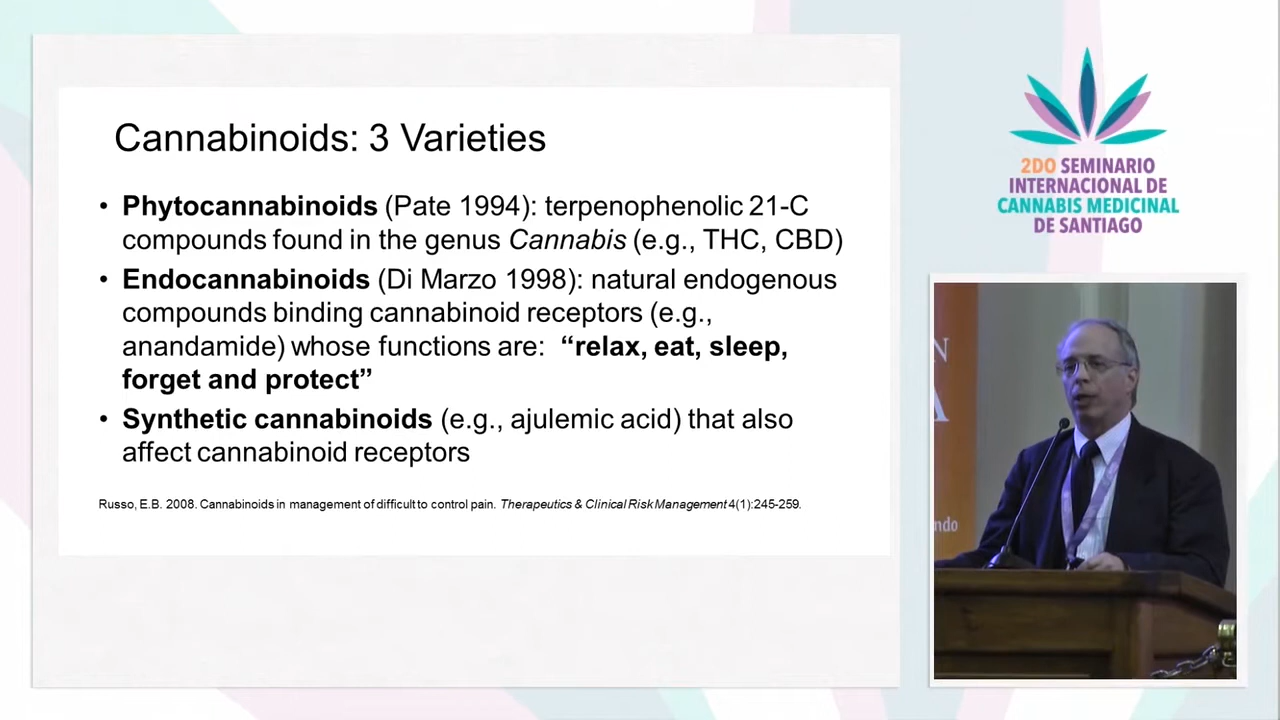 Cannabinoids: 3 Varieties
• Phytocannabinoids (Pate 1994): terpenophenolic 21-C
compounds found in the genus Cannabis (e.g., THC, CBD)
• Endocannabinoids (Di Marzo 1998): natural endogenous
compounds binding cannabinoid receptors (e.g.,
anandamide) whose functions are: “relax, eat, sleep,
forget and protect”
• Synthetic cannabinoids (e.g., ajulemic acid) that also
affect cannabinoid receptors
Russo, E.B. 2008. Cannabinoids in management of difficult to control pain. Therapeutics & Clinical Risk Management 4(1):245-259.
2DO SEMINARIO
INTERNACIONAL DE
CANNABIS MEDICINAL
DE SANTIAGO